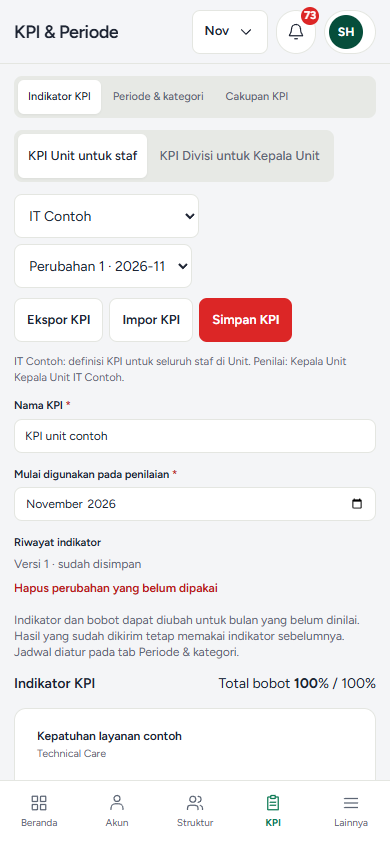 KPI & Periode
Nov
73
SH
Indikator KPI
Periode & kategori
Cakupan KPI
KPI Unit untuk staf
KPI Divisi untuk Kepala Unit
IT Contoh
Perubahan 1 · 2026-11
Ekspor KPI
Impor KPI
Simpan KPI
IT Contoh: definisi KPI untuk seluruh staf di Unit. Penilai: Kepala Unit
Kepala Unit IT Contoh.
Nama KPI *
KPI unit contoh
Mulai digunakan pada penilaian *
November 2026
Riwayat indikator
Versi 1 · sudah disimpan
Hapus perubahan yang belum dipakai
Indikator dan bobot dapat diubah untuk bulan yang belum dinilai.
Hasil yang sudah dikirim tetap memakai indikator sebelumnya.
Jadwal diatur pada tab Periode & kategori.
Indikator KPI
Total bobot 100% / 100%
Kepatuhan layanan contoh
Technical Care
Beranda
Akun
Struktur
KPI
Lainnya